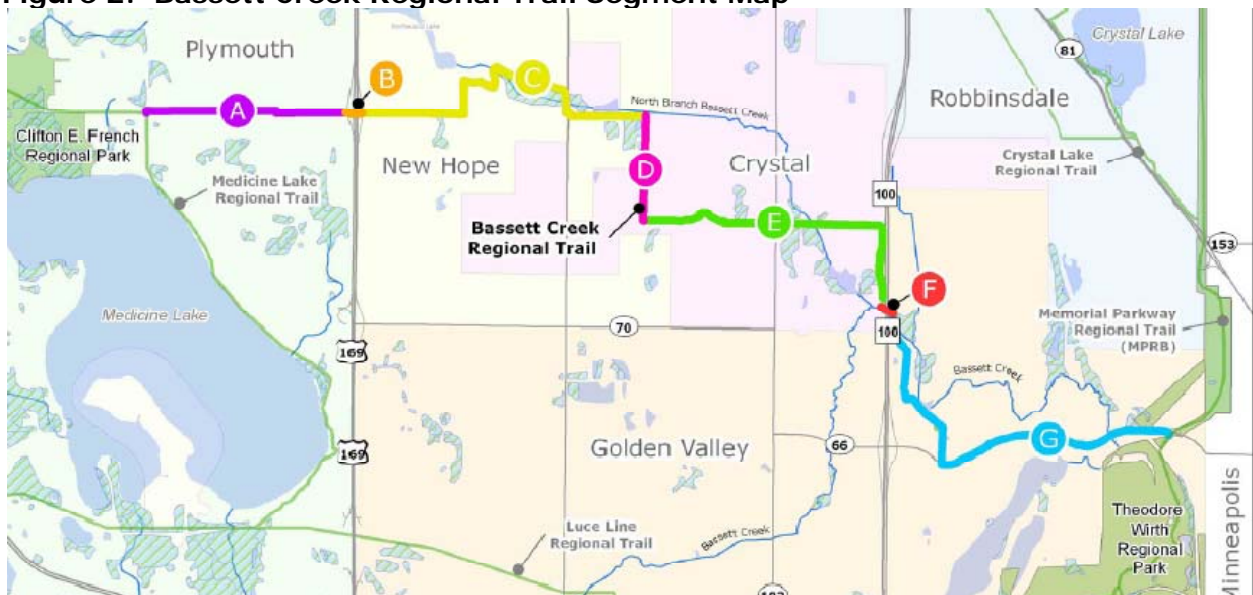 Figure 2: Bassett Creek Regional Trail Segment Map
Plymouth
Crystal Lake
81
B
C
A
North Branch Bassett Creek
Robbinsdale
Clifton E. French
Regional Park
New Hope
D
Crystal
Crystal Lake
Regional Trail
Medicine Lake
Regional Trail
100
Bassett Creek
Regional Trail
E
153
F
Medicine Lake
70
100
Memorial Parkway
Regional Trail
(MPRB)
169
Bassett Creek
Golden Valley
66
G
169
Theodore
Wirth
Regional
Park
Minneapolis
Luce Line
Regional Trail
Bassett Creek